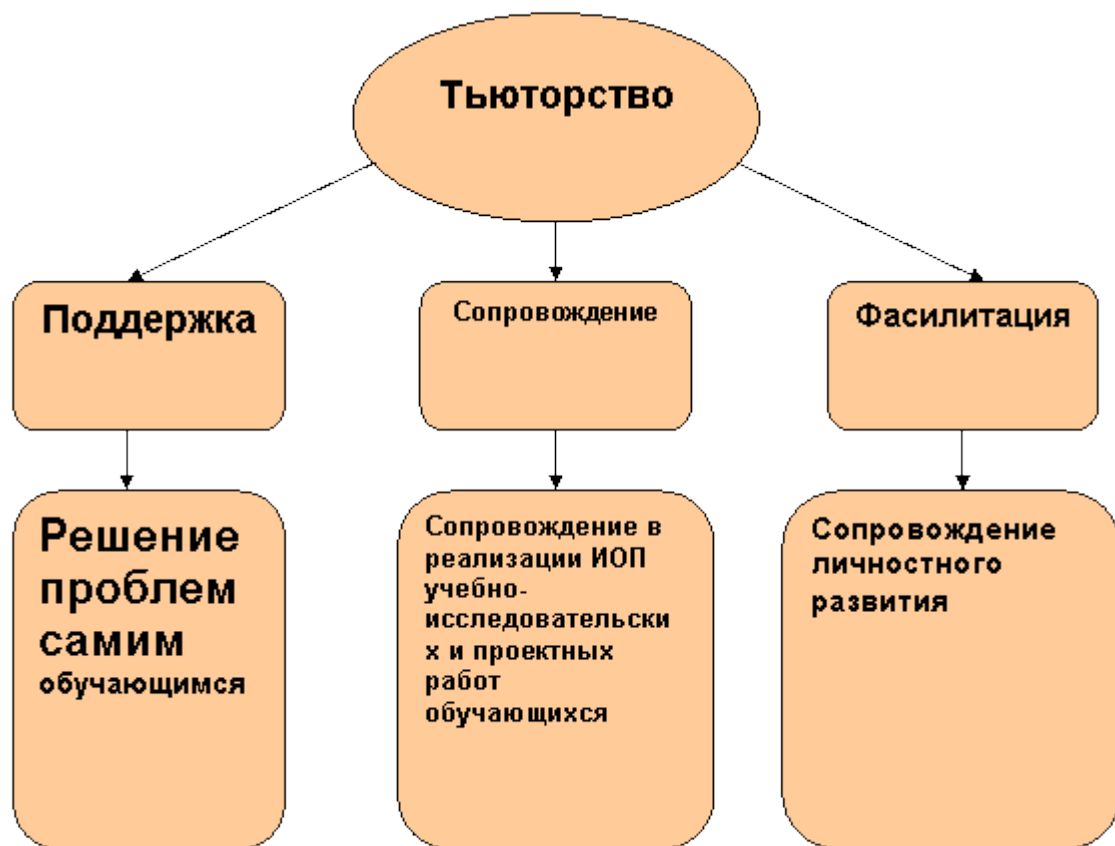 Тьюторство
Поддержка
Сопровождение
Фасилитация
Решение
проблем
самим
обучающимся
Сопровождение в
реализации ИОП
учебно-
исследовательски
х и проектных
работ
обучающихся
Сопровождение
личностного
развития